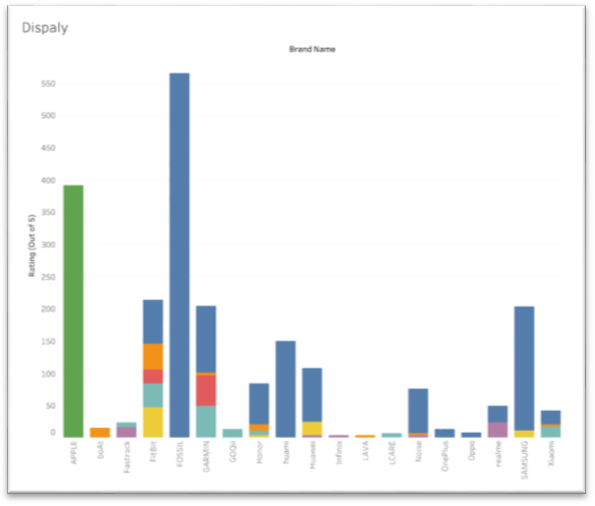 Dispaly
Brand Name
Rating (Out of 5)
550
500
450
400
350
300
250
200
150
100
50
0
APPLE
boAt
Fastrack
FitBit
FOSSIL
GARMIN
GOQii
Honor
huami
Huawei
Infinix
LAVA
LCARE
Noise
OnePlus
Oppo
realme
SAMSUNG
Xiaomi